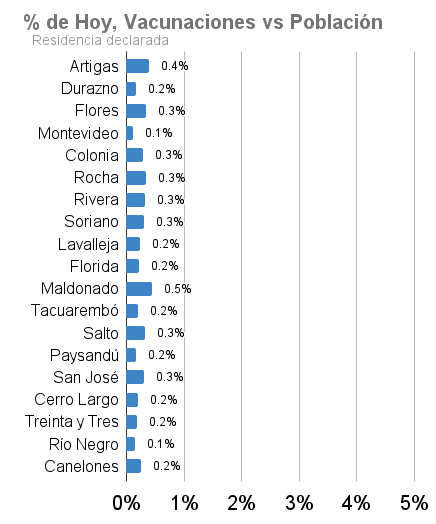 % de Hoy, Vacunaciones vs Población
Residencia declarada
Artigas 0.4%
Durazno 0.2%
Flores 0.3%
Montevideo 0.1%
Colonia 0.3%
Rocha 0.3%
Rivera 0.3%
Soriano 0.3%
Lavalleja 0.2%
Florida 0.2%
Maldonado 0.5%
Tacuarembó 0.2%
Salto 0.3%
Paysandú 0.2%
San José 0.3%
Cerro Largo 0.2%
Treinta y Tres 0.2%
Río Negro 0.1%
Canelones 0.2%
0% 1% 2% 3% 4% 5%